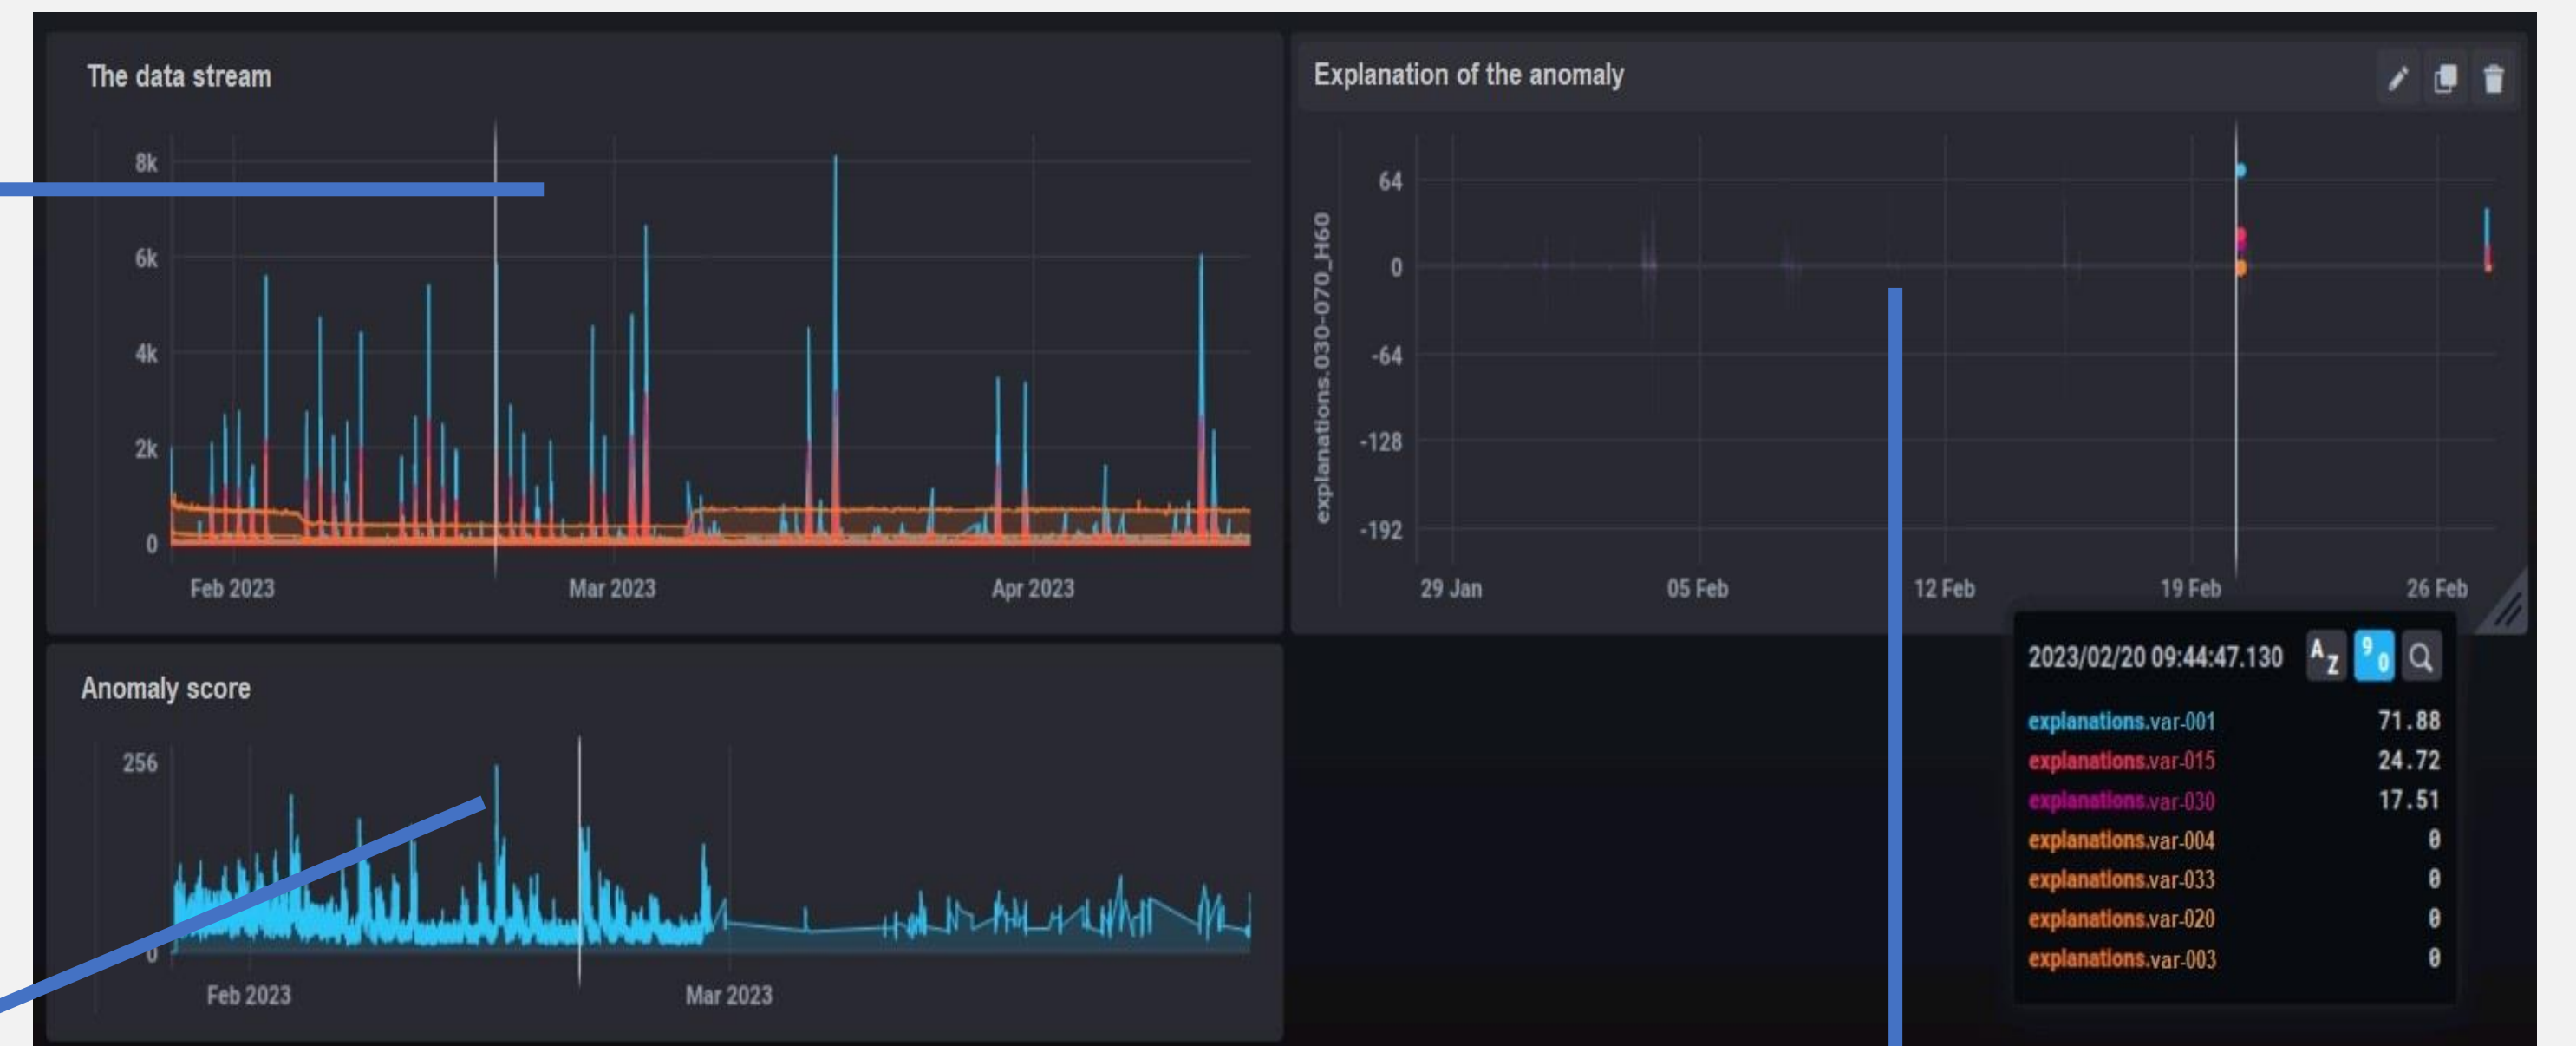 The data stream
8k
6k
4k
2k
0
Feb 2023 Mar 2023 Apr 2023
Explanation of the anomaly
explanations.030-070_H60
64
0
-64
-128
-192
29 Jan 05 Feb 12 Feb 19 Feb 26 Feb
Anomaly score
256
0
Feb 2023 Mar 2023
2023/02/20 09:44:47.130 A Z 9 0
explanations.var-001 71.88
explanations.var-015 24.72
explanations.var-030 17.51
explanations.var-004 0
explanations.var-033 0
explanations.var-020 0
explanations.var-003 0